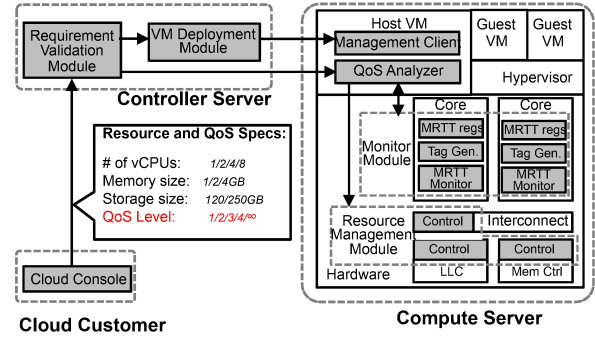 Requirement
Validation
Module
VM Deployment
Module
Controller Server
Resource and QoS Specs:
# of vCPUs: 1/2/4/8
Memory size: 1/2/4GB
Storage size: 120/250GB
QoS Level: 1/2/3/4/∞
Cloud Console
Cloud Customer
Host VM
Management Client
QoS Analyzer
Guest
VM
Guest
VM
Hypervisor
Core
Core
Monitor
Module
MRTT regs
Tag Gen.
MRTT
Monitor
MRTT regs
Tag Gen.
MRTT
Monitor
Resource
Management
Module
Control
Interconnect
Control
Control
LLC
Mem Ctrl
Hardware
Compute Server